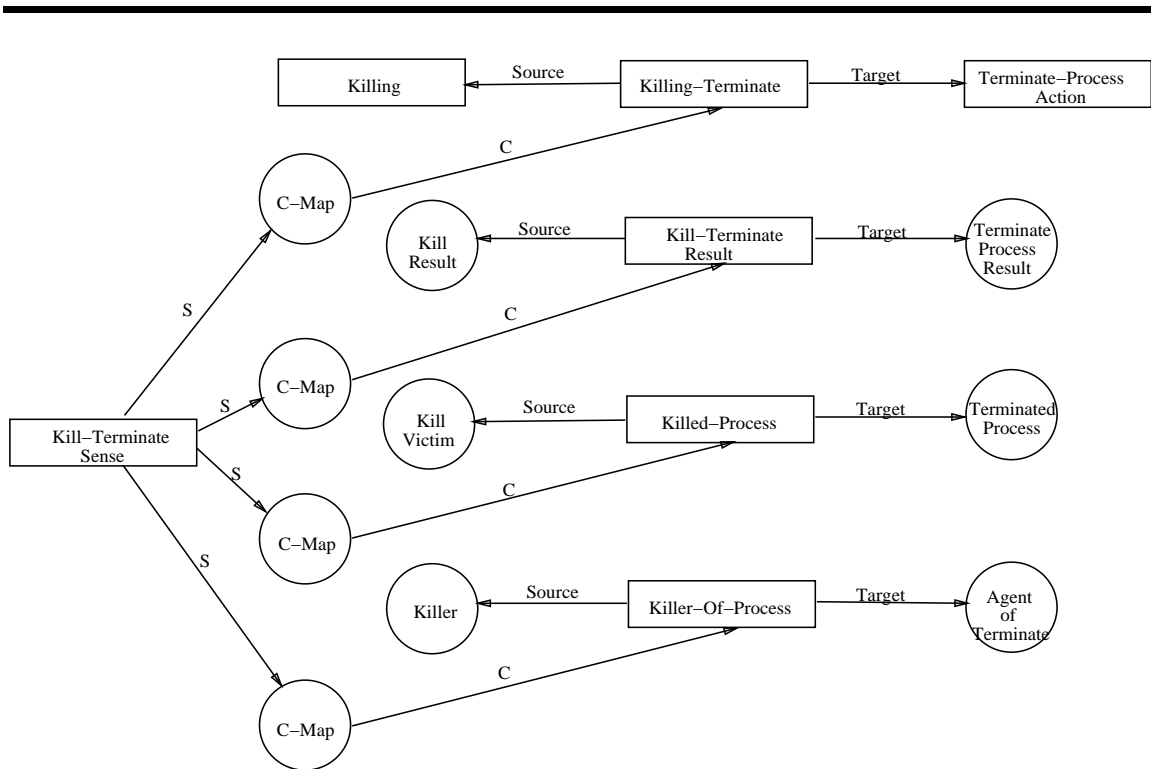 Killing
Source
Killing−Terminate
Target
Terminate−Process
Action
C
C−Map
Kill
Result
Source
Kill−Terminate
Result
Target
Terminate
Process
Result
S
C
C−Map
S
Kill−Terminate
Sense
Kill
Victim
Source
Killed−Process
Target
Terminated
Process
S
C
C−Map
S
Killer
Source
Killer−Of−Process
Target
Agent
of
Terminate
C
C−Map